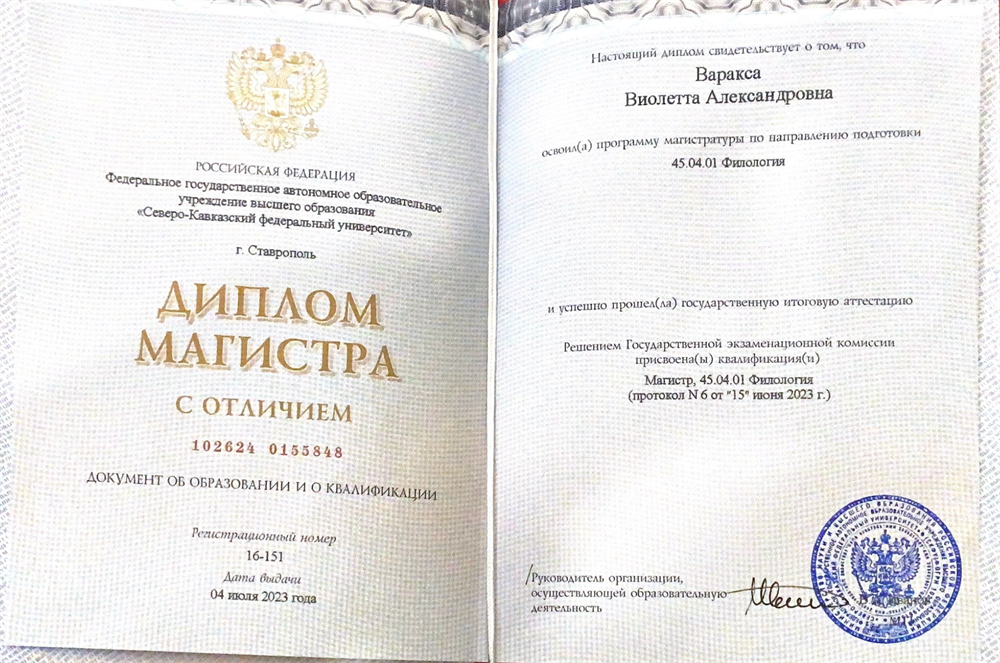 РОССИЙСКАЯ ФЕДЕРАЦИЯ
Федеральное государственное автономное образовательное
учреждение высшего образования
«Северо-Кавказский федеральный университет»
г. Ставрополь
ДИПЛОМ
МАГИСТРА
С ОТЛИЧИЕМ
102624 0155848
ДОКУМЕНТ ОБ ОБРАЗОВАНИИ И О КВАЛИФИКАЦИИ
Регистрационный номер
16-151
Дата выдачи
04 июля 2023 года
Настоящий диплом свидетельствует о том, что
Варакса
Виолетта Александровна
освоил(а) программу магистратуры по направлению подготовки
45.04.01 Филология
и успешно прошел(ла) государственную итоговую аттестацию
Решением Государственной экзаменационной комиссии
присвоена(ы) квалификация(и)
Магистр, 45.04.01 Филология
(протокол N 6 от "15" июня 2023 г.)
Руководитель организации,
осуществляющей образовательную
деятельность